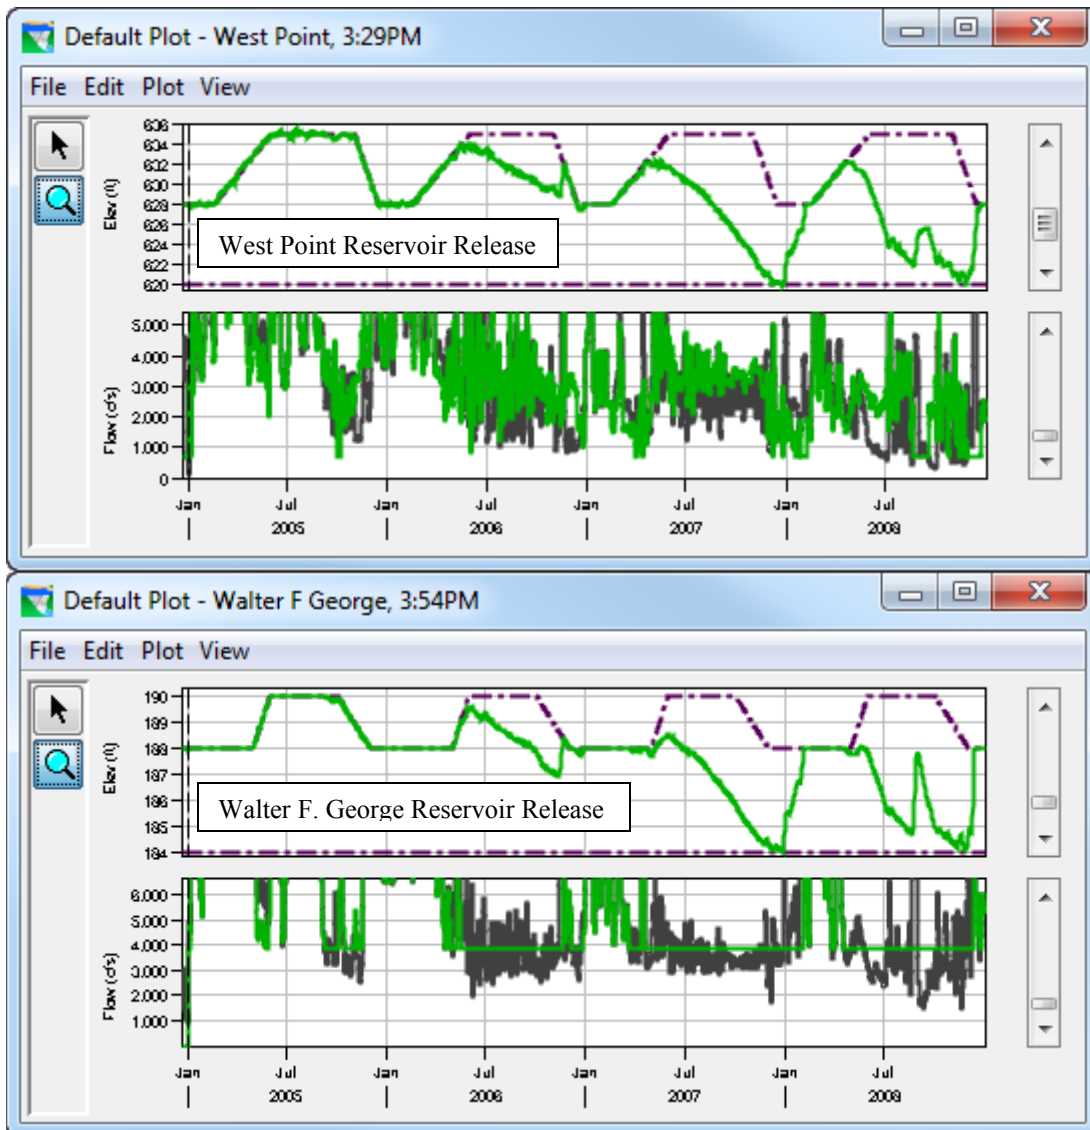 Default Plot - West Point, 3:29PM
File Edit Plot View
636
634
632
630
628
626
624
622
620
Elev (ft)
West Point Reservoir Release
5,000
4,000
3,000
2,000
1,000
0
Flow (cfs)
Jan Jul Jan Jul Jan Jul Jan Jul
2005 2006 2007 2008
Default Plot - Walter F George, 3:54PM
File Edit Plot View
190
189
188
187
186
185
184
Elev (ft)
Walter F. George Reservoir Release
6,000
5,000
4,000
3,000
2,000
1,000
Flow (cfs)
Jan Jul Jan Jul Jan Jul Jan Jul
2005 2006 2007 2008